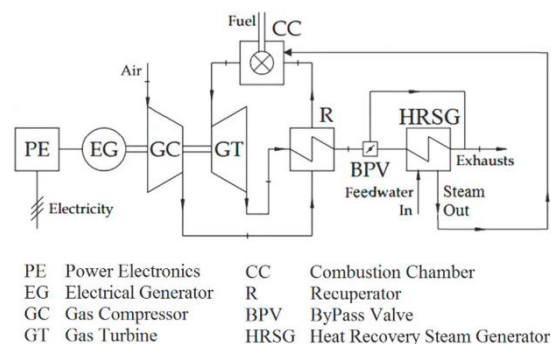 Fuel
CC
Air
R
HRSG
PE
EG
GC
GT
BPV
Exhausts
Feedwater
In
Steam
Out
Electricity
PE Power Electronics CC Combustion Chamber
EG Electrical Generator R Recuperator
GC Gas Compressor BPV ByPass Valve
GT Gas Turbine HRSG Heat Recovery Steam Generator